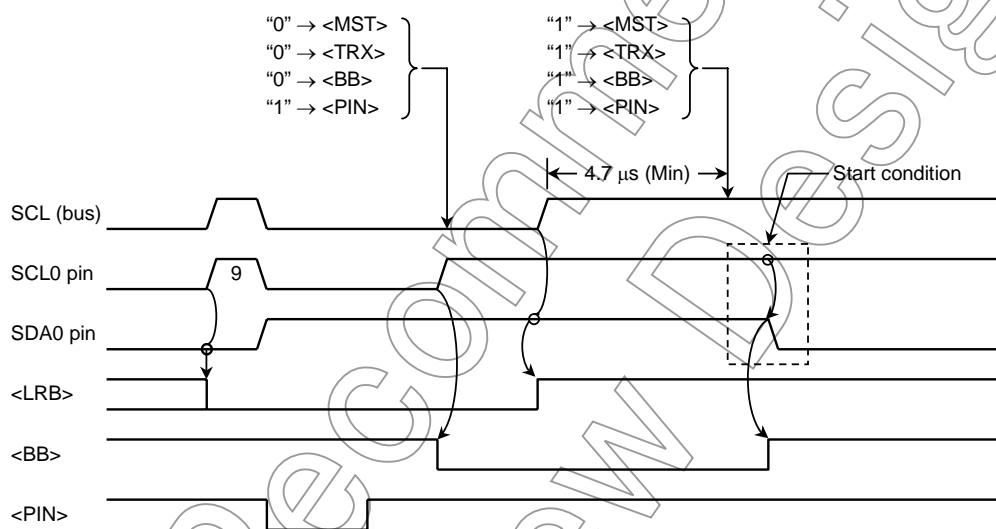 “0” → <MST>
“0” → <TRX>
“0” → <BB>
“1” → <PIN>
“1” → <MST>
“1” → <TRX>
“1” → <BB>
“1” → <PIN>
4.7 μs (Min)
Start condition
SCL (bus)
SCL0 pin
9
SDA0 pin
<LRB>
<BB>
<PIN>